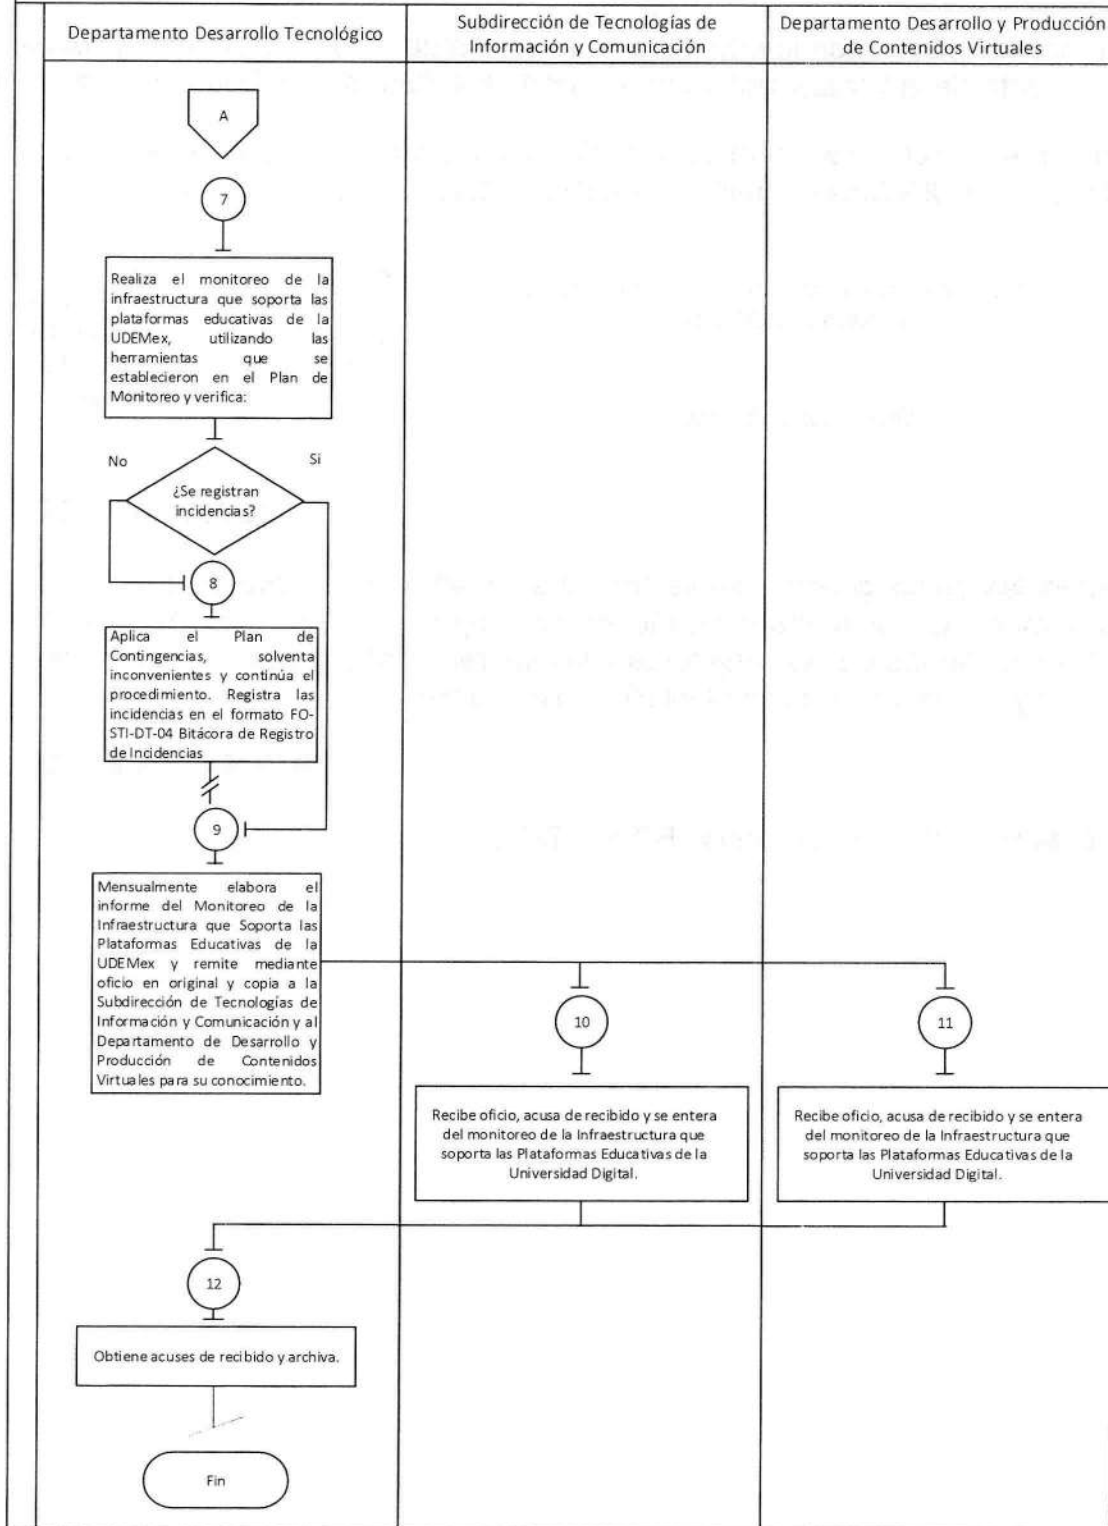 Departamento Desarrollo Tecnológico
Subdirección de Tecnologías de
Información y Comunicación
Departamento Desarrollo y Producción
de Contenidos Virtuales
A
7
Realiza el monitoreo de la
infraestructura que soporta las
plataformas educativas de la
UDEMex, utilizando las
herramientas que se
establecieron en el Plan de
Monitoreo y verifica:
No
Si
¿Se registran
incidencias?
8
Aplica el Plan de
Contingencias, solventa
inconvenientes y continúa el
procedimiento. Registra las
incidencias en el formato FO-
STI-DT-04 Bitácora de Registro
de Incidencias
9
Mensualmente elabora el
informe del Monitoreo de la
Infraestructura que Soporta las
Plataformas Educativas de la
UDEMex y remite mediante
oficio en original y copia a la
Subdirección de Tecnologías de
Información y Comunicación y al
Departamento de Desarrollo y
Producción de Contenidos
Virtuales para su conocimiento.
10
11
Recibe oficio, acusa de recibido y se entera
del monitoreo de la Infraestructura que
soporta las Plataformas Educativas de la
Universidad Digital.
Recibe oficio, acusa de recibido y se entera
del monitoreo de la Infraestructura que
soporta las Plataformas Educativas de la
Universidad Digital.
12
Obtiene acuses de recibido y archiva.
Fin